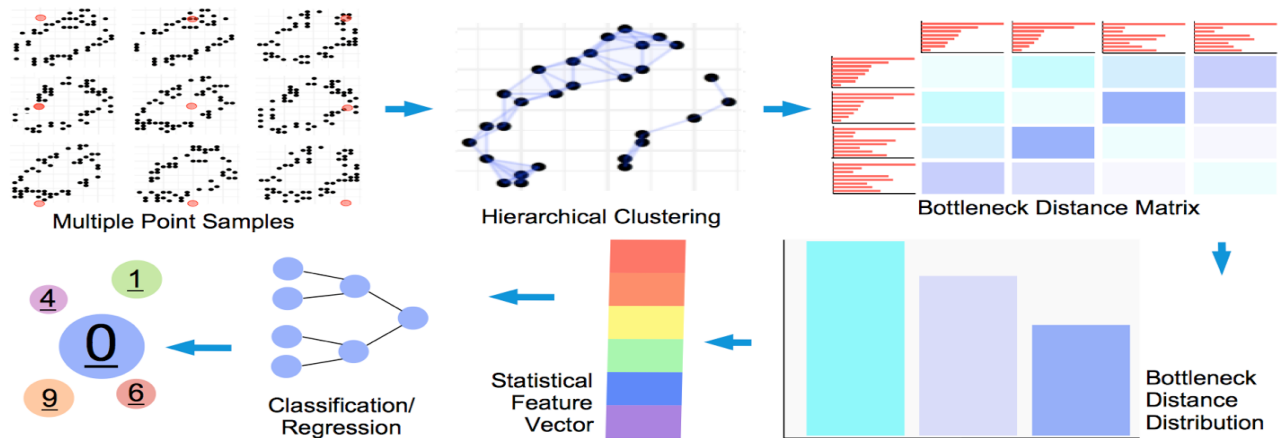 Multiple Point Samples
Hierarchical Clustering
Bottleneck Distance Matrix
1
4
0
9
6
Classification/
Regression
Statistical
Feature
Vector
Bottleneck
Distance
Distribution